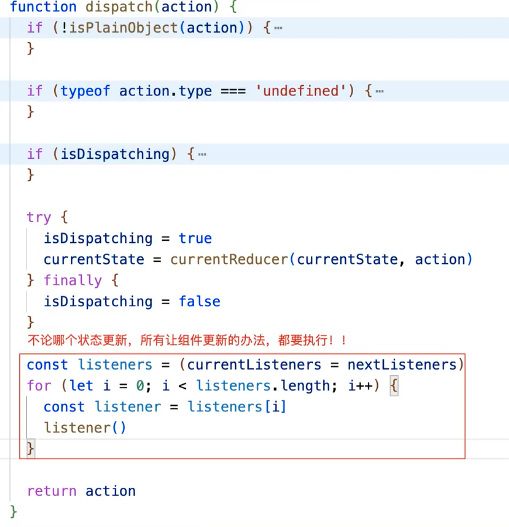 function dispatch(action) {
if (!isPlainObject(action)) {⋯
}
if (typeof action.type === 'undefined') {⋯
}
if (isDispatching) {⋯
}
try {
isDispatching = true
currentState = currentReducer(currentState, action)
} finally {
isDispatching = false
}
不论哪个状态更新，所有让组件更新的办法，都要执行！！
const listeners = (currentListeners = nextListeners)
for (let i = 0; i < listeners.length; i++) {
const listener = listeners[i]
listener()
}
return action
}